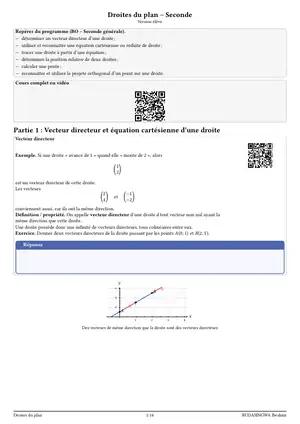 Droites du plan – Seconde
Version élève
Repères du programme (BO – Seconde générale).
– déterminer un vecteur directeur d'une droite ;
– utiliser et reconnaître une équation cartésienne ou réduite de droite ;
– tracer une droite à partir d'une équation ;
– déterminer la position relative de deux droites ;
– calculer une pente ;
– reconnaître et utiliser le projeté orthogonal d'un point sur une droite.
Cours complet en vidéo
Partie 1 : Vecteur directeur et équation cartésienne d'une droite
Vecteur directeur
Exemple. Si une droite « avance de 1 » quand elle « monte de 2 », alors
est un vecteur directeur de cette droite.
Les vecteurs
et
conviennent aussi, car ils ont la même direction.
Définition / propriété. On appelle vecteur directeur d'une droite d tout vecteur non nul ayant la
même direction que cette droite.
Une droite possède donc une infinité de vecteurs directeurs, tous colinéaires entre eux.
Exercice. Donner deux vecteurs directeurs de la droite passant par les points A(0; 1) et B(2; 5).
Réponse
Des vecteurs de même direction que la droite sont des vecteurs directeurs.
Droites du plan
RUDASINGWA Ibrahim